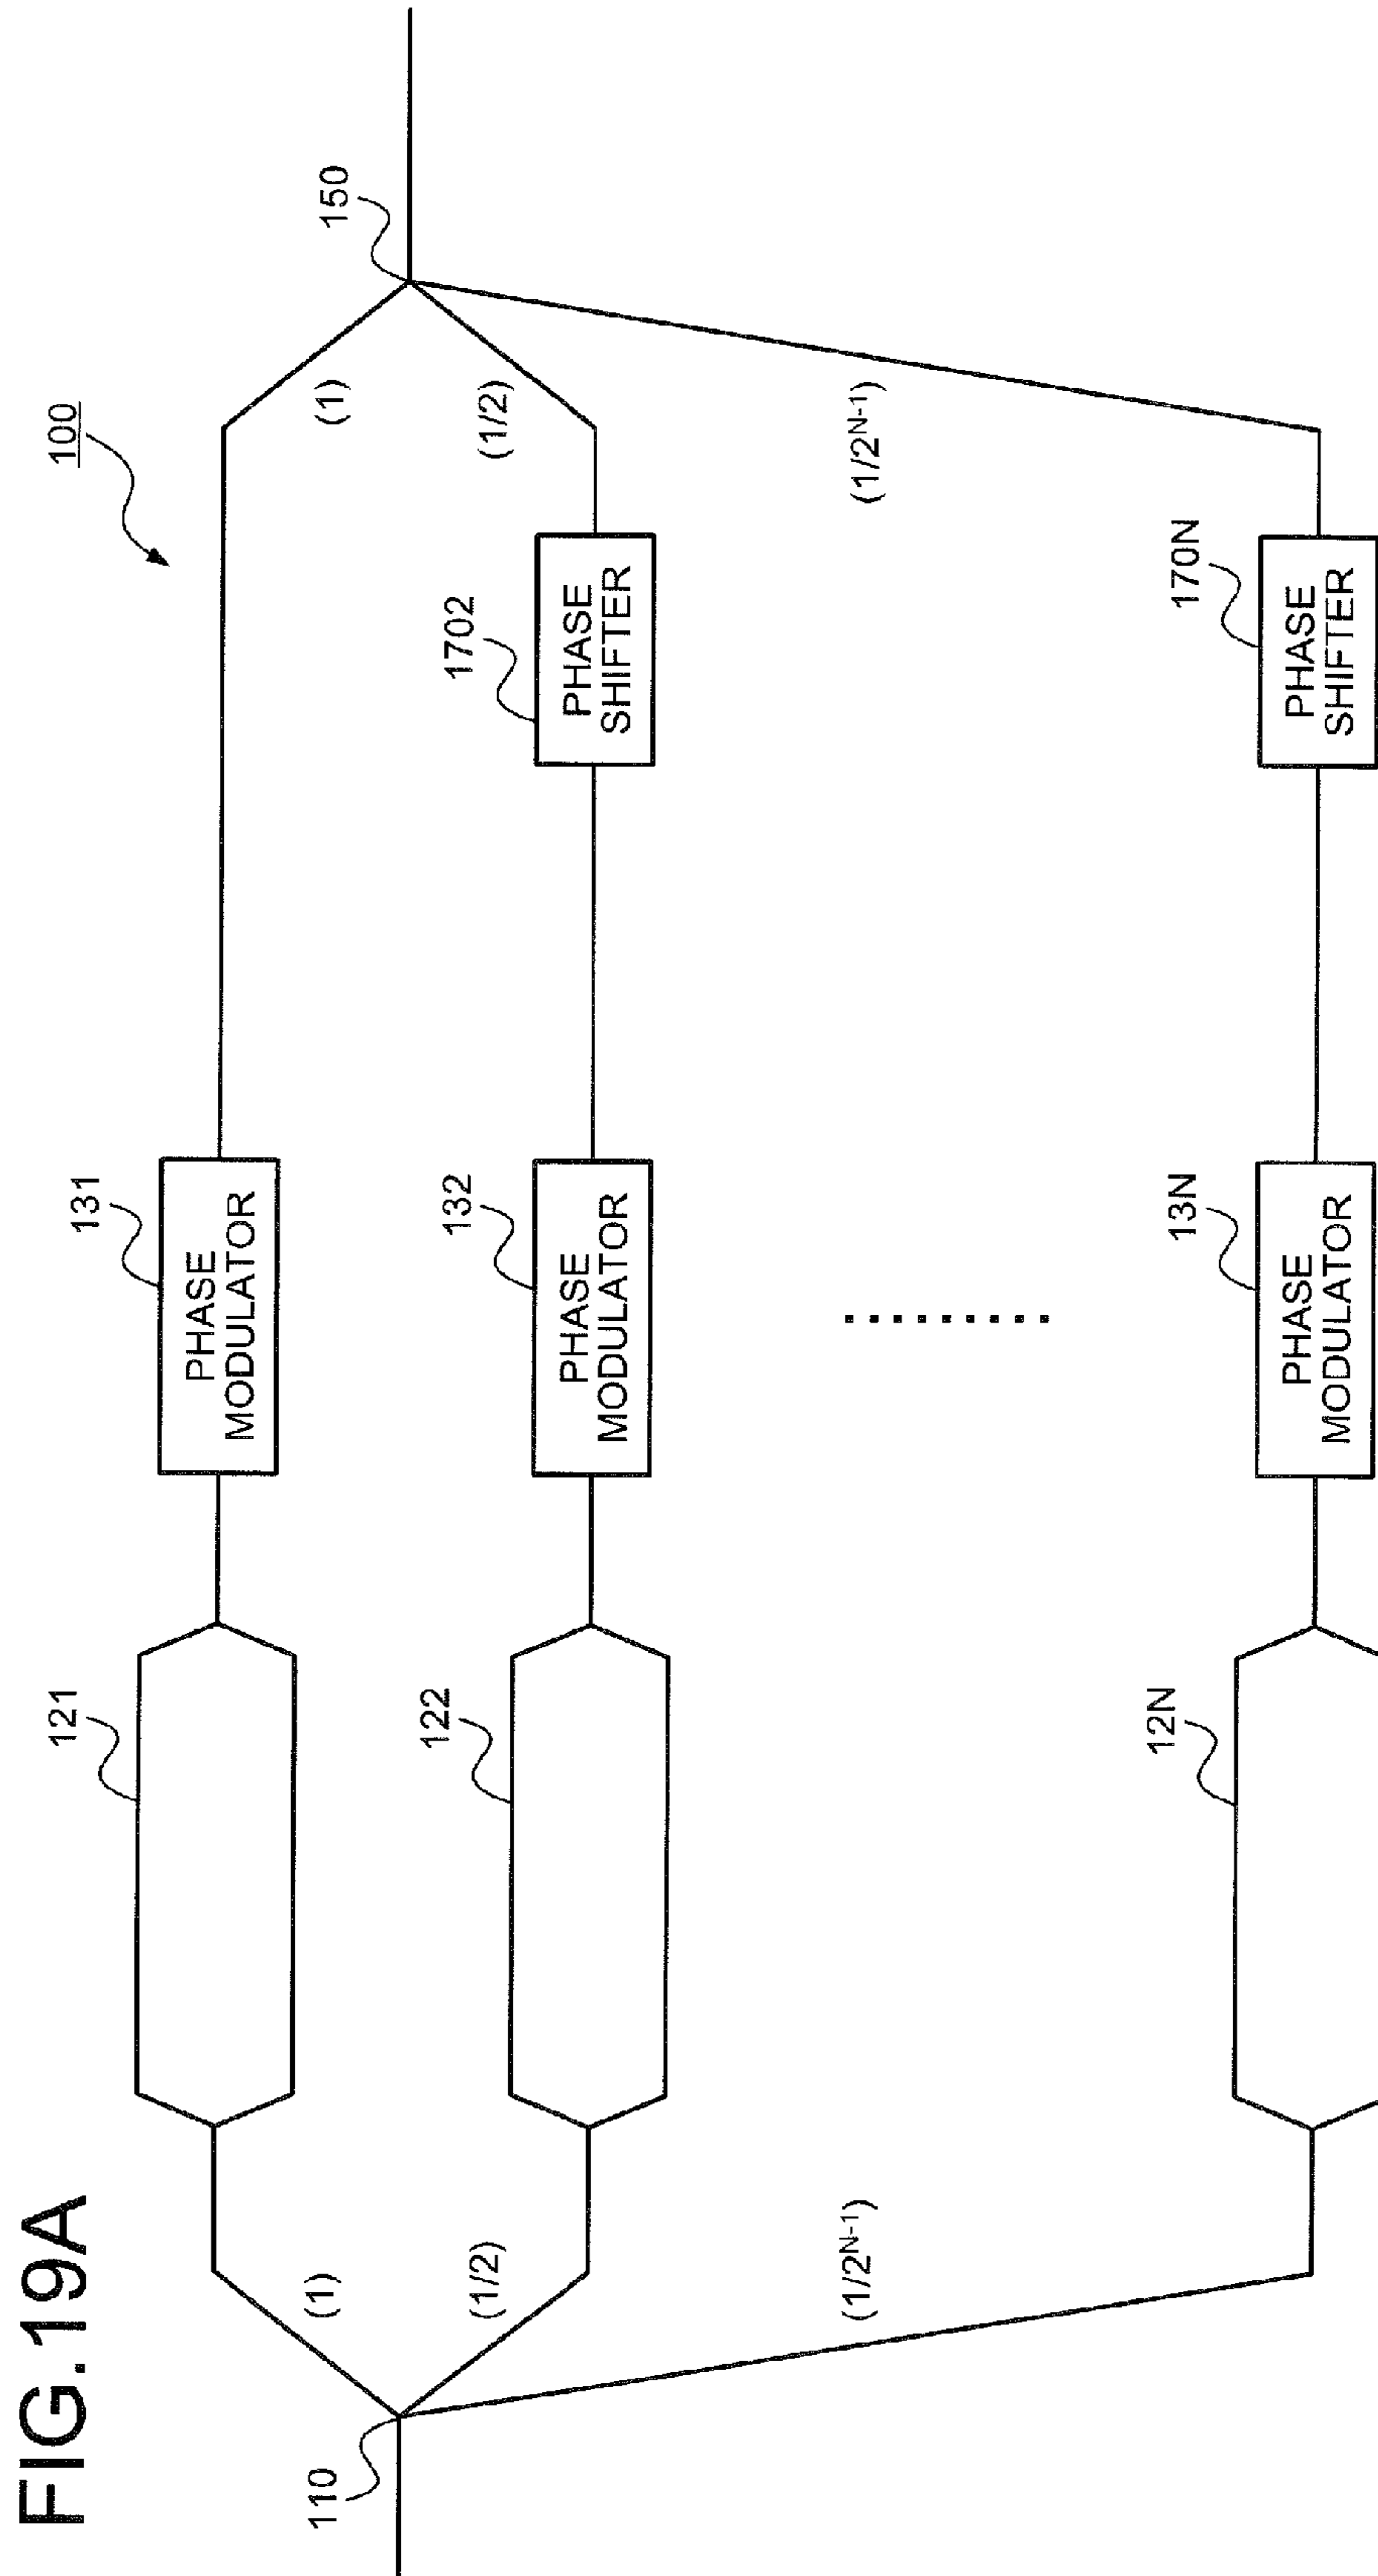 FIG.19A
100
121
131
(1)
(1)
150
110
PHASE
MODULATOR
(1/2)
122
132
1702
(1/2)
PHASE
MODULATOR
PHASE
SHIFTER
(1/2N-1)
(1/2N-1)
12N
13N
170N
PHASE
MODULATOR
PHASE
SHIFTER